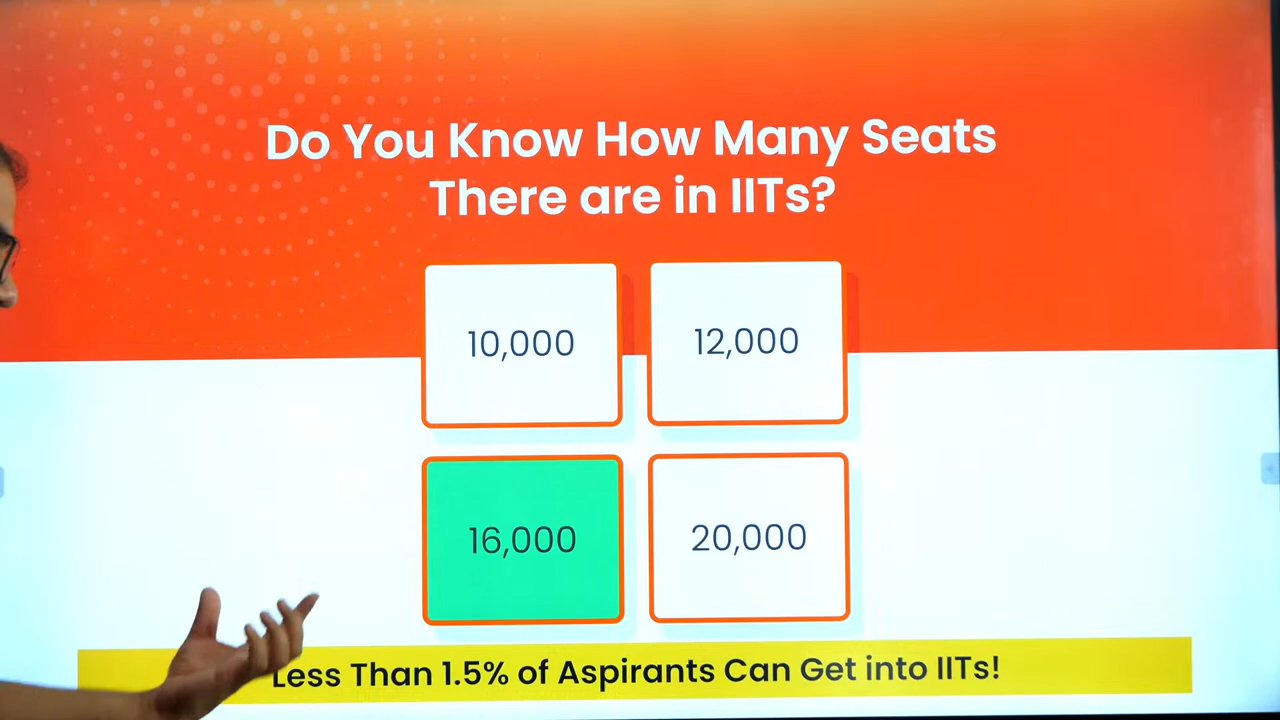 Do You Know How Many Seats
There are in IITs?
10,000
12,000
16,000
20,000
Less Than 1.5% of Aspirants Can Get into IITs!